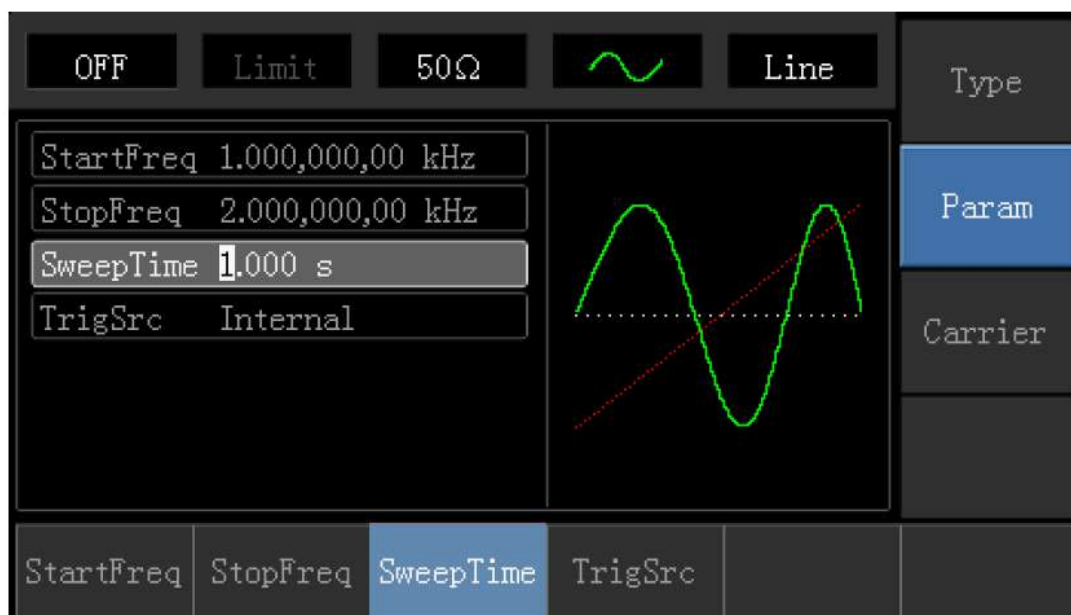 OFF Limit 50Ω Line
Type
StartFreq 1.000,000,00 kHz
StopFreq 2.000,000,00 kHz
Param
SweepTime 1.000 s
TrigSrc Internal
Carrier
StartFreq StopFreq SweepTime TrigSrc